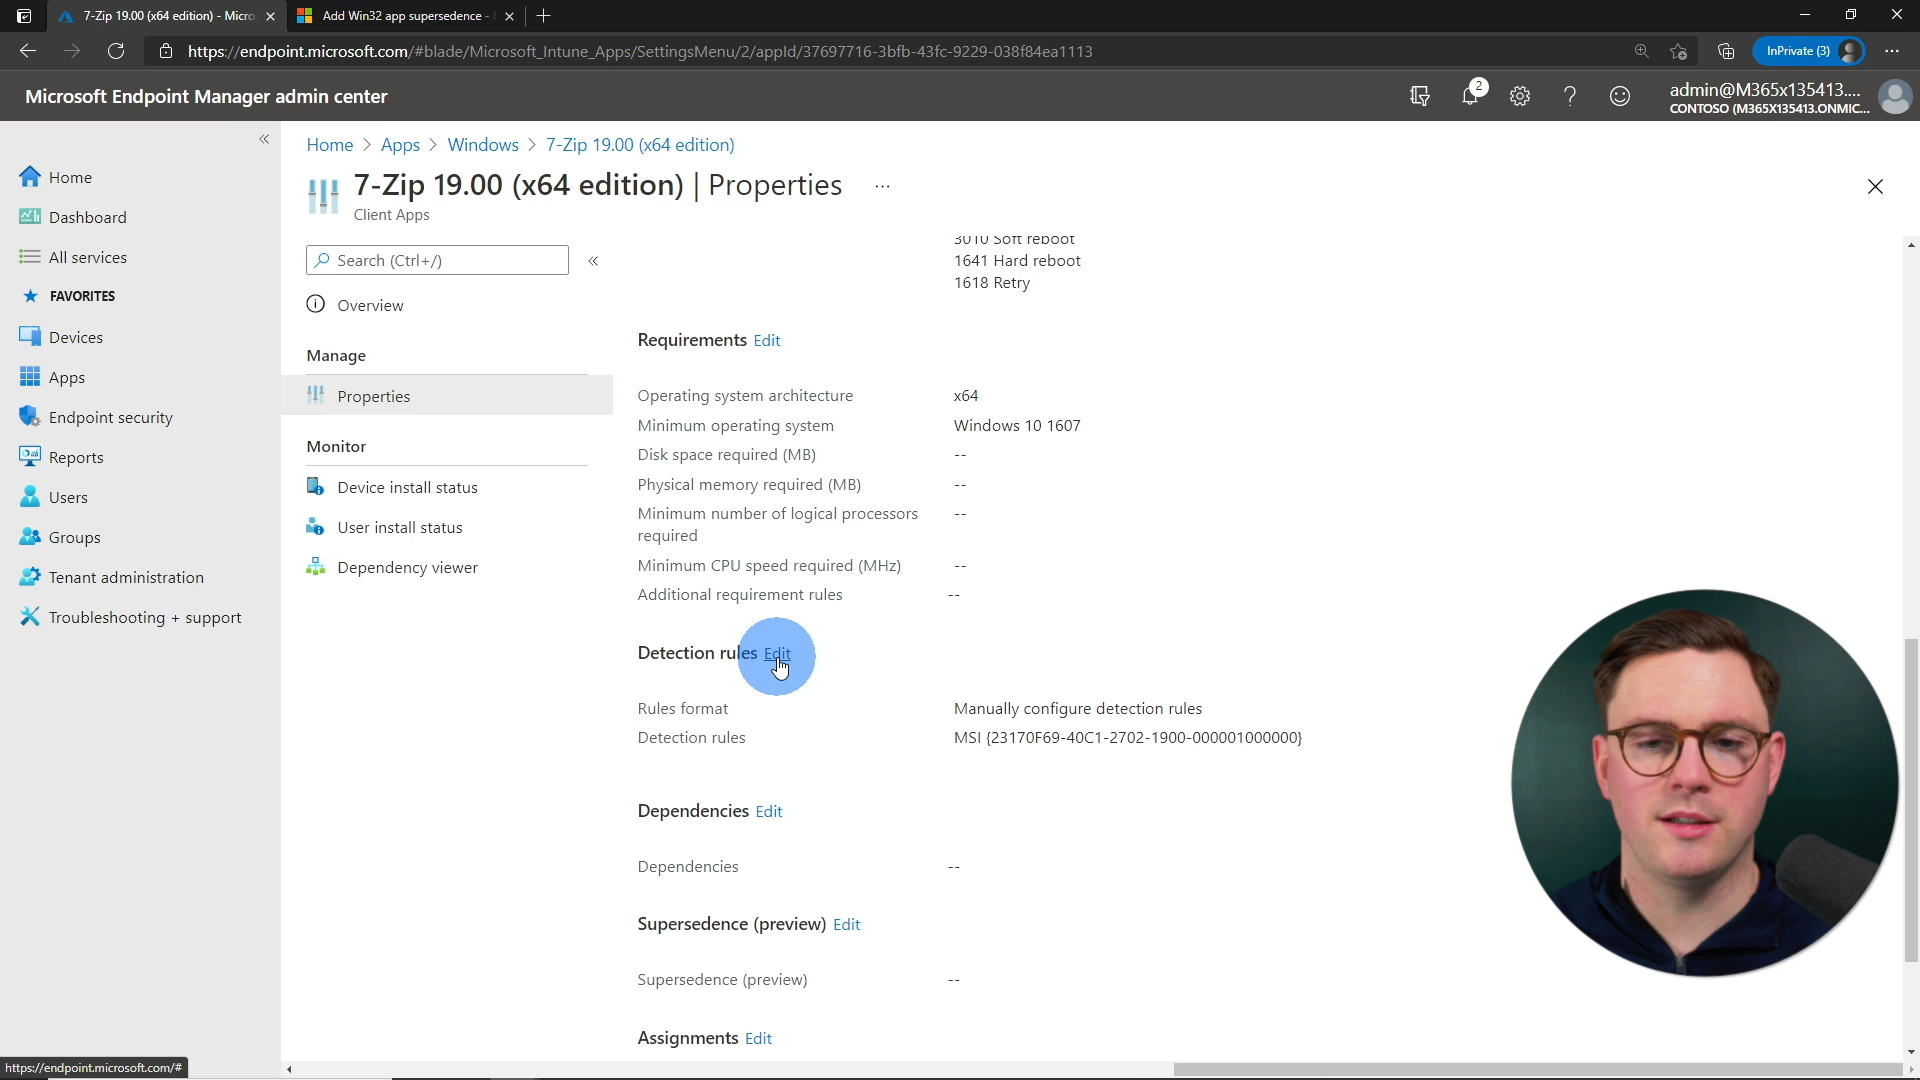 7-Zip 19.00 (x64 edition) - Micro
Add Win32 app supersedence -
https://endpoint.microsoft.com/#blade/Microsoft_Intune_Apps/SettingsMenu/2/appId/37697716-3bfb-43fc-9229-038f84ea1113
InPrivate (3)
Microsoft Endpoint Manager admin center
2
admin@M365x135413....
CONTOSO (M365X135413.ONMIC...
Home > Apps > Windows > 7-Zip 19.00 (x64 edition)
7-Zip 19.00 (x64 edition) | Properties ...
Client Apps
Home
Dashboard
All services
FAVORITES
Devices
Apps
Endpoint security
Reports
Users
Groups
Tenant administration
Troubleshooting + support
Search (Ctrl+/)
Overview
Manage
Properties
Monitor
Device install status
User install status
Dependency viewer
3010 Soft reboot
1641 Hard reboot
1618 Retry
Requirements Edit
Operating system architecture x64
Minimum operating system Windows 10 1607
Disk space required (MB) --
Physical memory required (MB) --
Minimum number of logical processors --
required
Minimum CPU speed required (MHz) --
Additional requirement rules --
Detection rules Edit
Rules format Manually configure detection rules
Detection rules MSI {23170F69-40C1-2702-1900-000001000000}
Dependencies Edit
Dependencies --
Supersedence (preview) Edit
Supersedence (preview) --
Assignments Edit
https://endpoint.microsoft.com/#